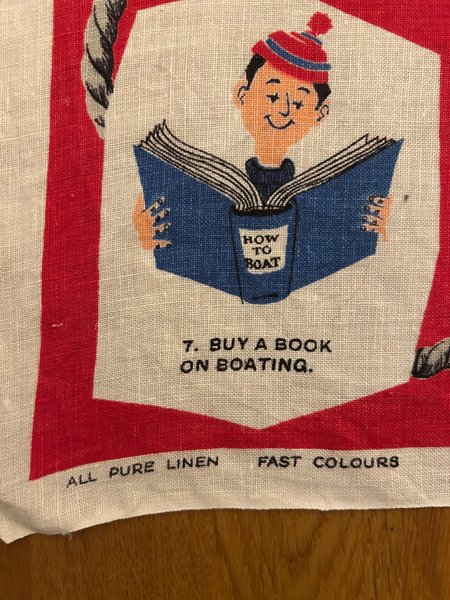 HOW
TO
BOAT
7. BUY A BOOK
ON BOATING.
ALL PURE LINEN FAST COLOURS